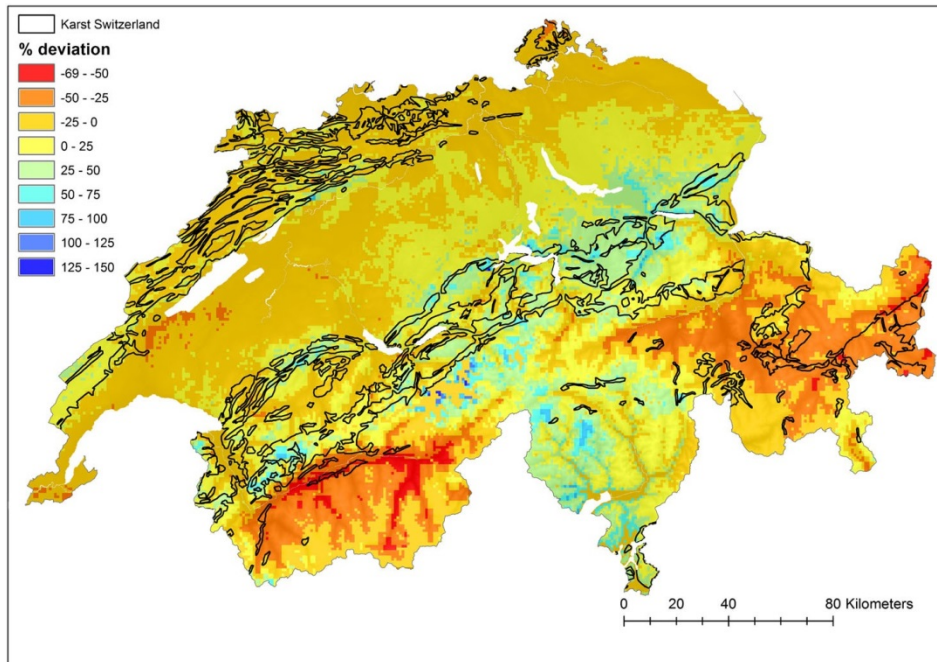 Karst Switzerland
% deviation
-69 - -50
-50 - -25
-25 - 0
0 - 25
25 - 50
50 - 75
75 - 100
100 - 125
125 - 150
0 20 40 80 Kilometers